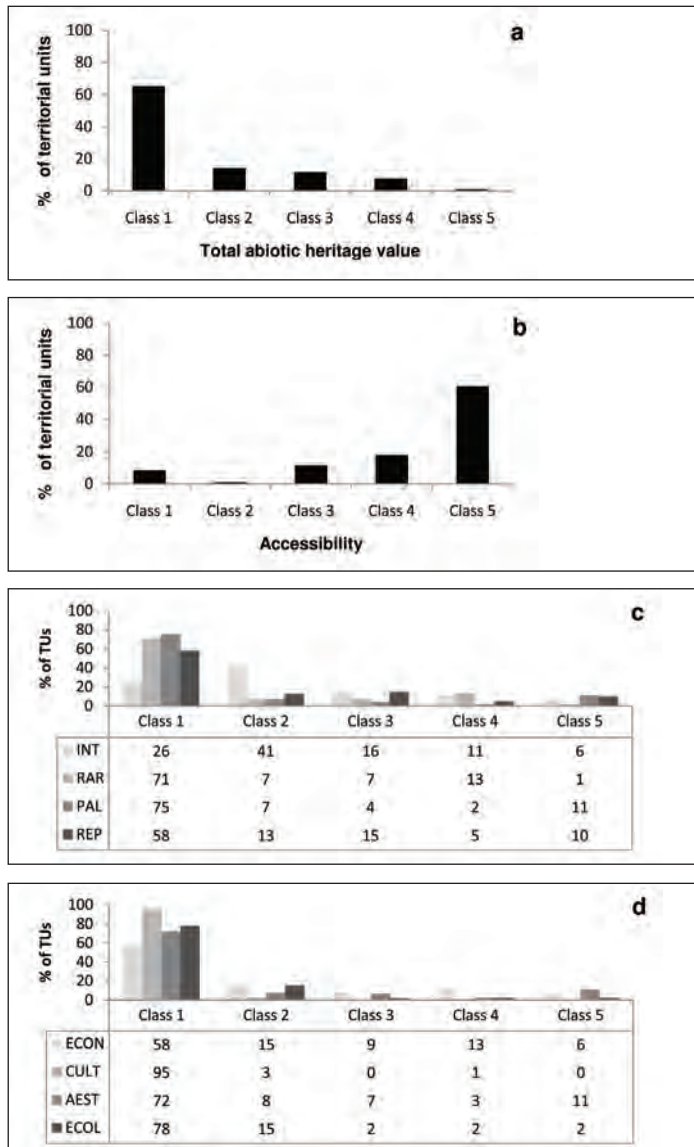 a
100
80
60
40
20
0
% of territorial units
Class 1 Class 2 Class 3 Class 4 Class 5
Total abiotic heritage value
b
100
80
60
40
20
0
% of territorial units
Class 1 Class 2 Class 3 Class 4 Class 5
Accessibility
c
100
80
60
40
20
0
% of TUs
Class 1 Class 2 Class 3 Class 4 Class 5
INT 26 41 16 11 6
RAR 71 7 7 13 1
PAL 75 7 4 2 11
REP 58 13 15 5 10
d
100
80
60
40
20
0
% of TUs
Class 1 Class 2 Class 3 Class 4 Class 5
ECON 58 15 9 13 6
CULT 95 3 0 1 0
AEST 72 8 7 3 11
ECOL 78 15 2 2 2